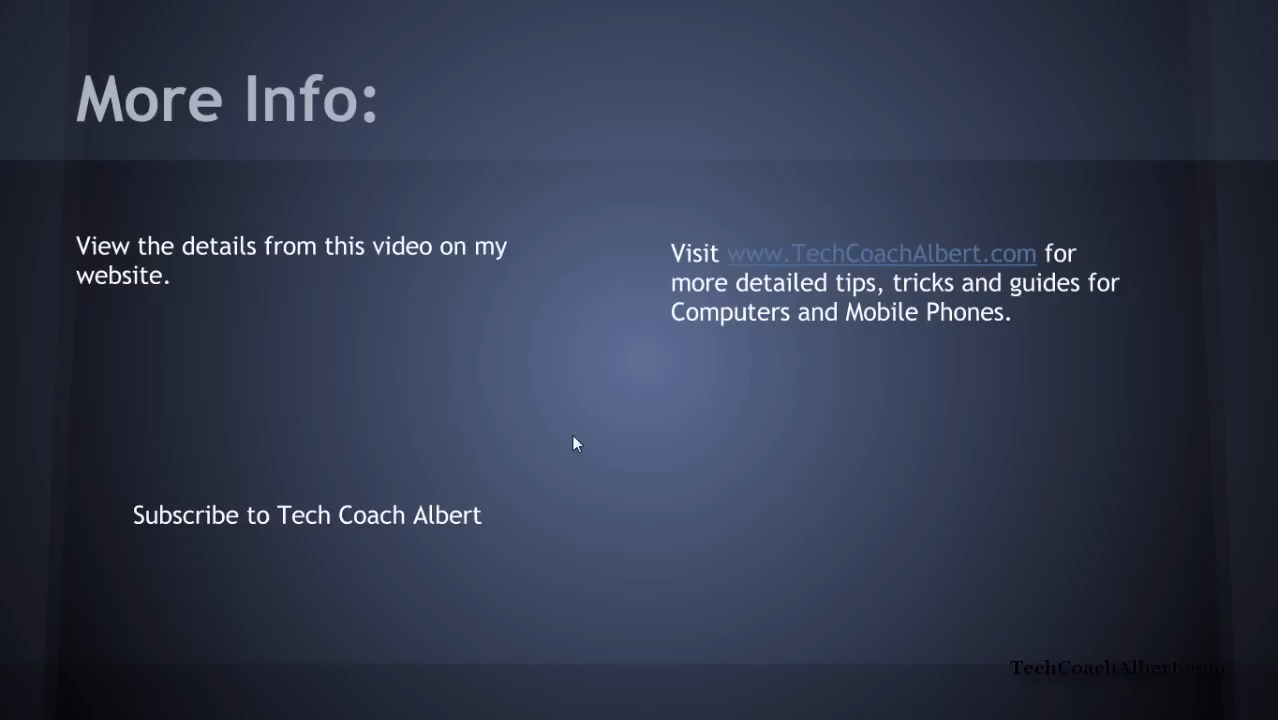 More Info:
View the details from this video on my
website.
Visit www.TechCoachAlbert.com for
more detailed tips, tricks and guides for
Computers and Mobile Phones.
Subscribe to Tech Coach Albert
TechCoachAlbert.com